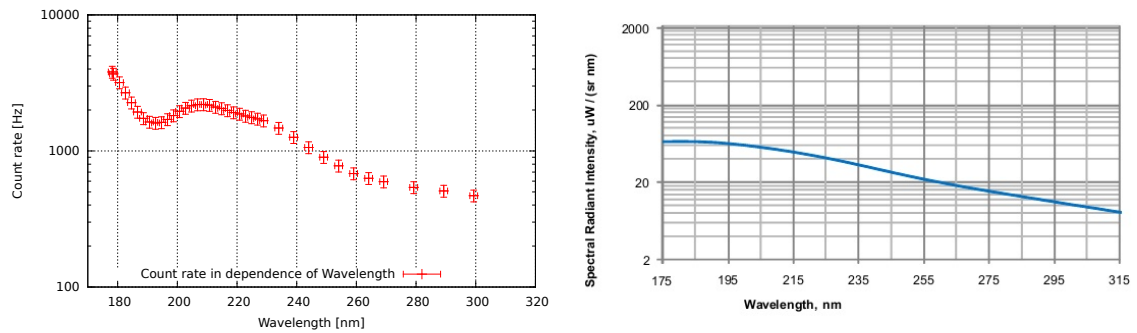 10000
1000
100
Count rate [Hz]
Count rate in dependence of Wavelength
180 200 220 240 260 280 300 320
Wavelength [nm]
2000
200
20
2
Spectral Radiant Intensity, uW / (sr nm)
175 195 215 235 255 275 295 315
Wavelength, nm